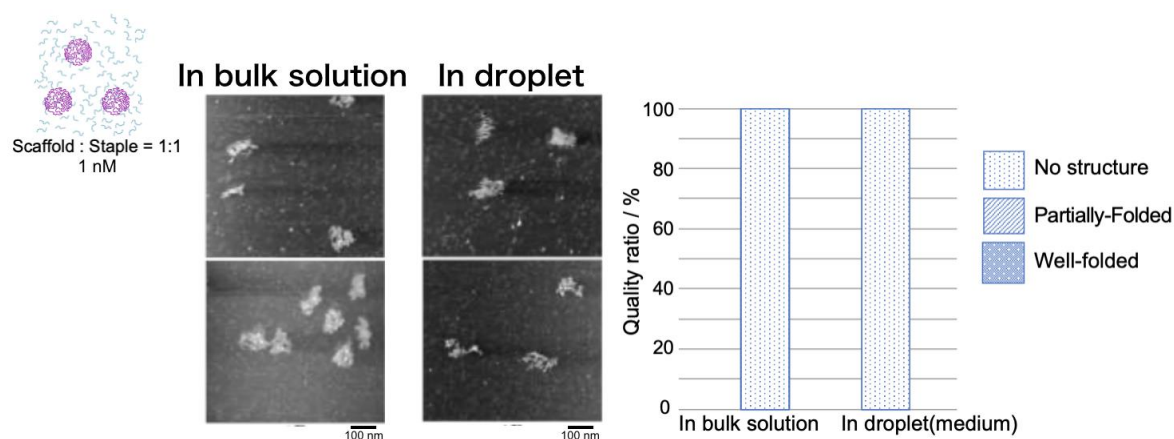 In bulk solution
In droplet
Scaffold : Staple = 1:1
1 nM
100 nm
100 nm
Quality ratio / %
100
80
60
40
20
0
In bulk solution
In droplet(medium)
No structure
Partially-Folded
Well-folded